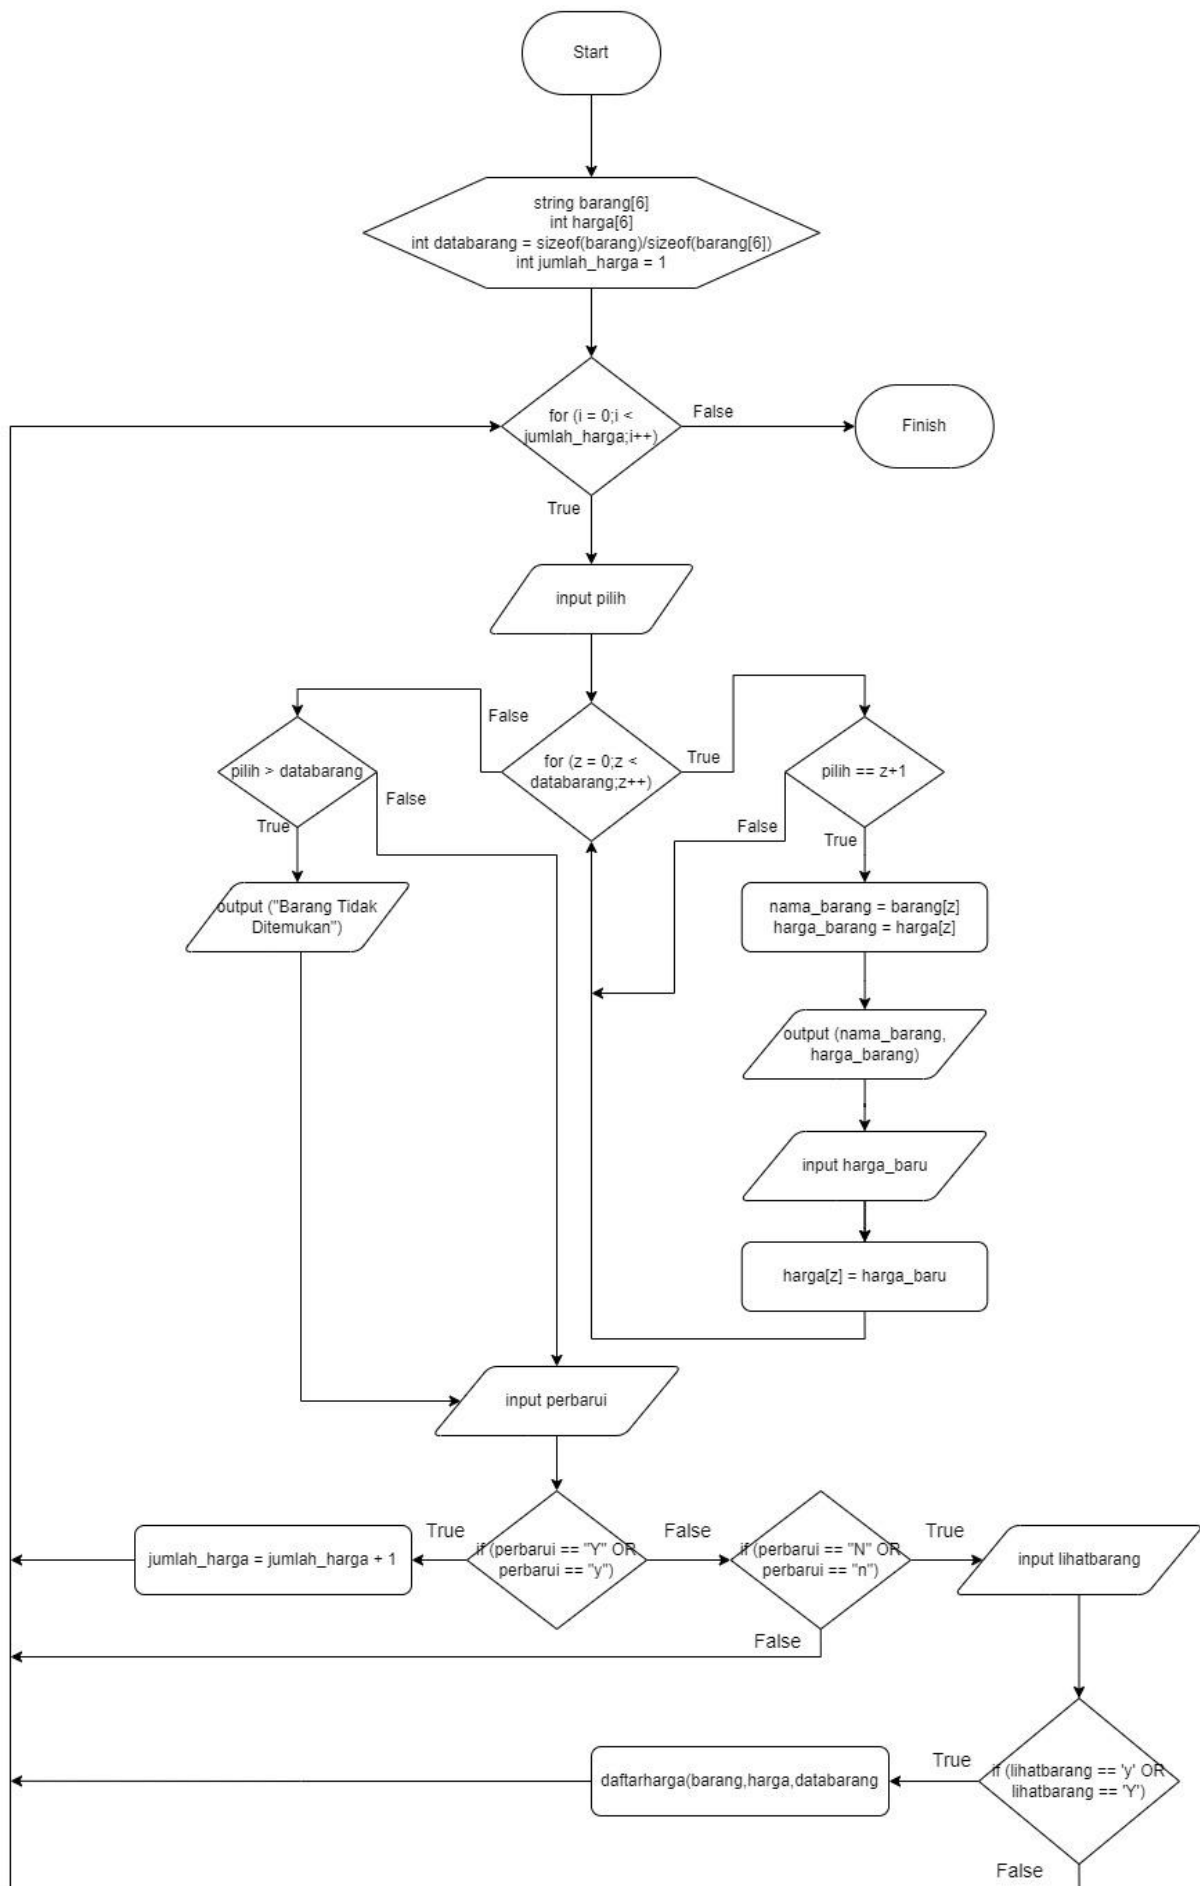 Start
string barang[6]
int harga[6]
int databarang = sizeof(barang)/sizeof(barang[6])
int jumlah_harga = 1
for (i = 0;i <
jumlah_harga;i++)
False
Finish
True
input pilih
False
for (z = 0;z <
databarang;z++)
True
pilih > databarang
False
True
pilih == z+1
False
True
output ("Barang Tidak
Ditemukan")
nama_barang = barang[z]
harga_barang = harga[z]
output (nama_barang,
harga_barang)
input harga_baru
harga[z] = harga_baru
input perbarui
if (perbarui == "Y" OR
perbarui == "y")
True
jumlah_harga = jumlah_harga + 1
False
if (perbarui == "N" OR
perbarui == "n")
True
input lihatbarang
False
if (lihatbarang == 'y' OR
lihatbarang == 'Y')
True
daftarharga(barang,harga,databarang
False